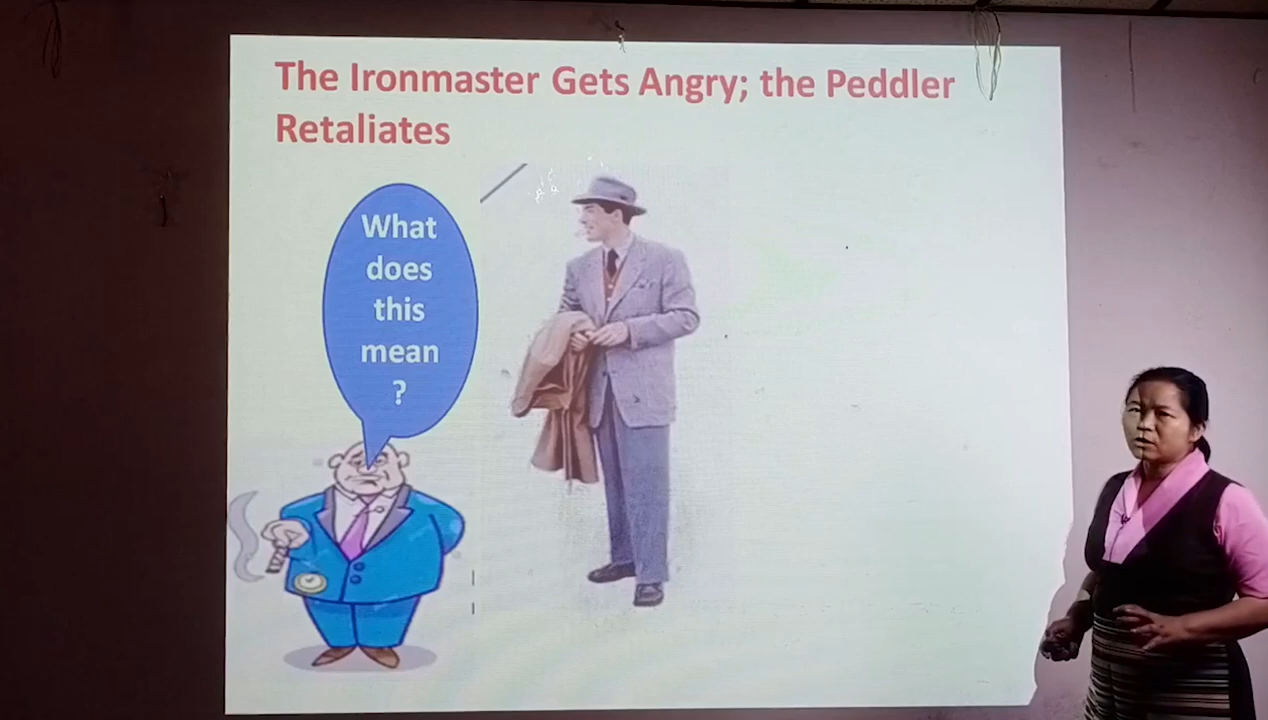 The Ironmaster Gets Angry; the Peddler
Retaliates
What
does
this
mean
?